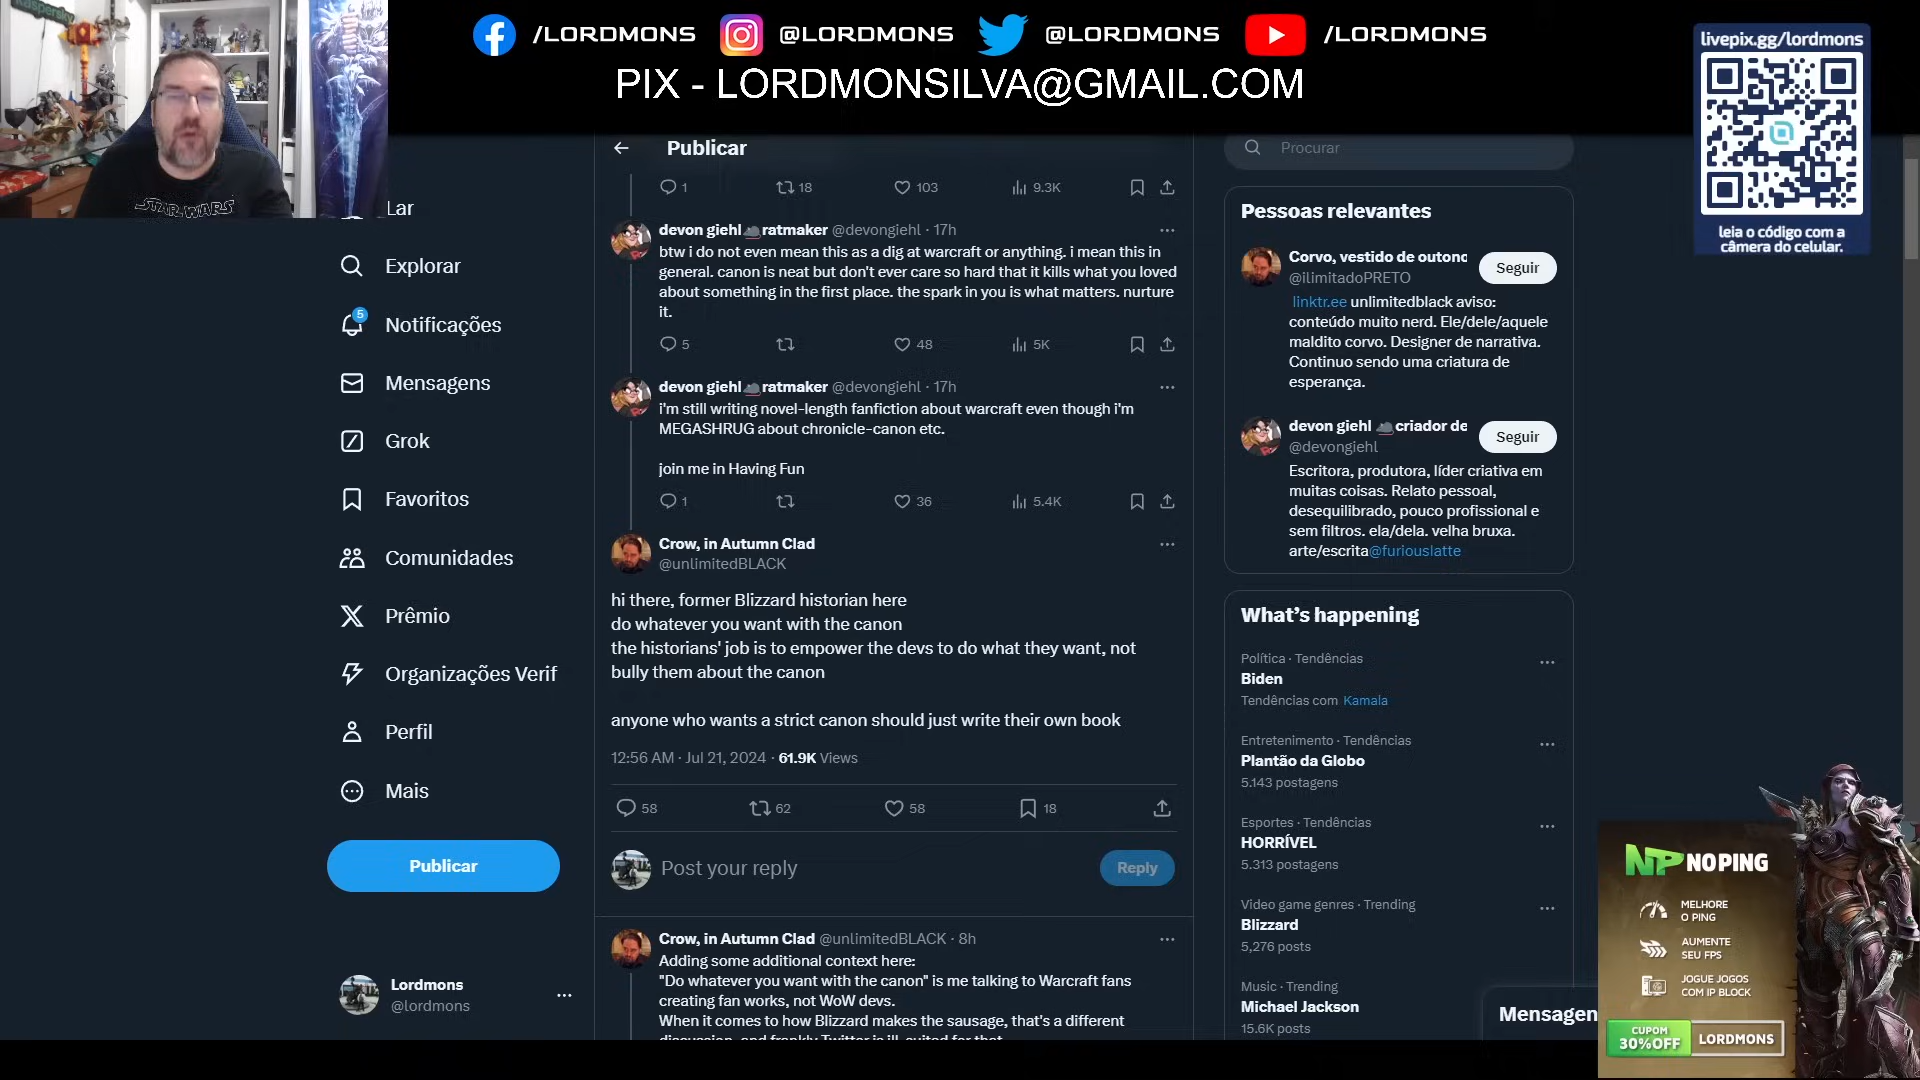 /LORDMONS @LORDMONS @LORDMONS /LORDMONS
PIX - LORDMONSILVA@GMAIL.COM
livepix.gg/lordmons
leia o código com a
câmera do celular.
STAR WARS
Lar
Explorar
5
Notificações
Mensagens
Grok
Favoritos
Comunidades
Prêmio
Organizações Verif
Perfil
Mais
Publicar
Lordmons
@lordmons
Publicar
1 18 103 9.3K
devon giehl ratmaker @devongiehl · 17h
btw i do not even mean this as a dig at warcraft or anything. i mean this in
general. canon is neat but don't ever care so hard that it kills what you loved
about something in the first place. the spark in you is what matters. nurture
it.
5 48 5K
devon giehl ratmaker @devongiehl · 17h
i'm still writing novel-length fanfiction about warcraft even though i'm
MEGASHRUG about chronicle-canon etc.
join me in Having Fun
1 36 5.4K
Crow, in Autumn Clad
@unlimitedBLACK
hi there, former Blizzard historian here
do whatever you want with the canon
the historians' job is to empower the devs to do what they want, not
bully them about the canon
anyone who wants a strict canon should just write their own book
12:56 AM · Jul 21, 2024 · 61.9K Views
58 62 58 18
Post your reply
Reply
Crow, in Autumn Clad @unlimitedBLACK · 8h
Adding some additional context here:
"Do whatever you want with the canon" is me talking to Warcraft fans
creating fan works, not WoW devs.
When it comes to how Blizzard makes the sausage, that's a different
discussion, and frankly Twitter is ill-suited for that
Procurar
Pessoas relevantes
Corvo, vestido de outono
@ilimitadoPRETO
Seguir
linktr.ee unlimitedblack aviso:
conteúdo muito nerd. Ele/dele/aquele
maldito corvo. Designer de narrativa.
Continuo sendo uma criatura de
esperança.
devon giehl criador de
@devongiehl
Seguir
Escritora, produtora, líder criativa em
muitas coisas. Relato pessoal,
desequilibrado, pouco profissional e
sem filtros. ela/dela. velha bruxa.
arte/escrita@furiouslatte
What's happening
Política · Tendências
Biden
Tendências com Kamala
Entretenimento · Tendências
Plantão da Globo
5.143 postagens
Esportes · Tendências
HORRÍVEL
5.313 postagens
Video game genres · Trending
Blizzard
5,276 posts
Music · Trending
Michael Jackson
15.6K posts
Mensagen
NP NOPING
MELHORE
O PING
AUMENTE
SEU FPS
JOGUE JOGOS
COM IP BLOCK
CUPOM
30%OFF LORDMONS